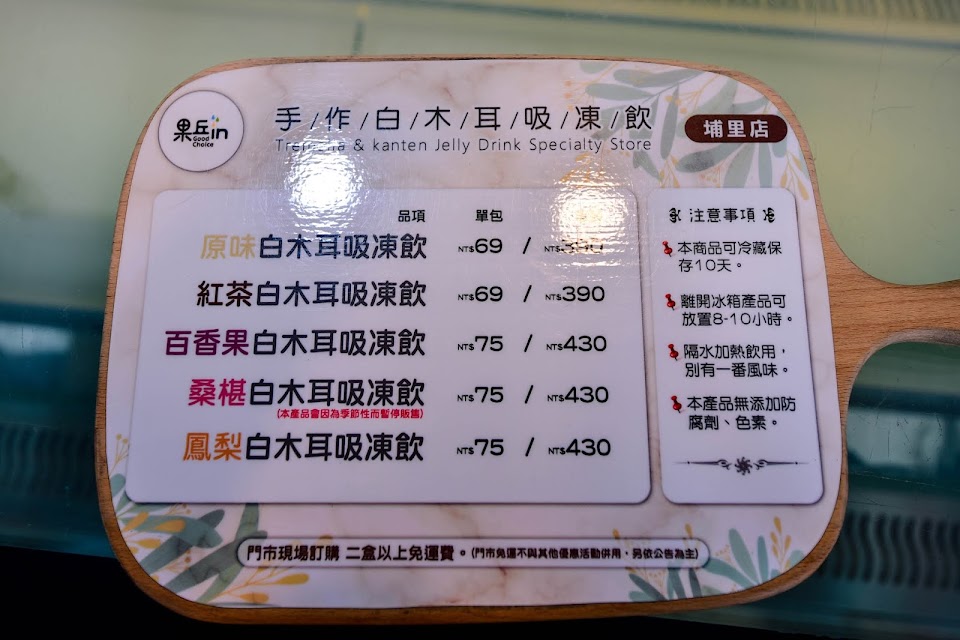 果丘in
Good
Choice
手/作/白/木/耳/吸/凍/飲
Tremella & kanten Jelly Drink Specialty Store
埔里店
品項 單包
原味白木耳吸凍飲 NT$69 / NT$390
紅茶白木耳吸凍飲 NT$69 / NT$390
百香果白木耳吸凍飲 NT$75 / NT$430
桑椹白木耳吸凍飲 NT$75 / NT$430
(本產品會因為季節性而暫停販售)
鳳梨白木耳吸凍飲 NT$75 / NT$430
注意事項
本商品可冷藏保
存10天。
離開冰箱產品可
放置8-10小時。
隔水加熱飲用，
別有一番風味。
本產品無添加防
腐劑、色素。
門市現場訂購 二盒以上免運費。(門市免運不與其他優惠活動併用，另依公告為主)